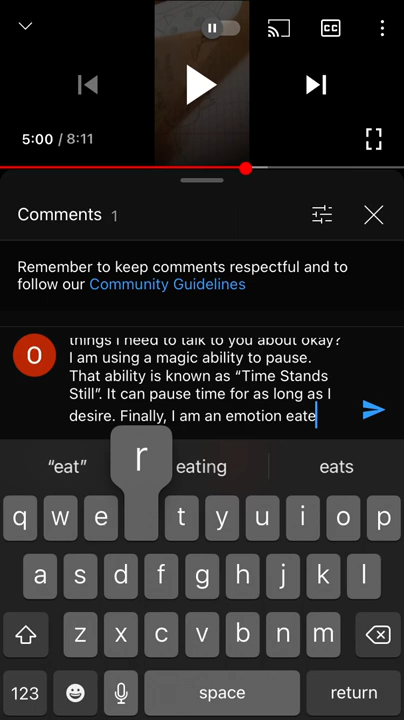 CC
5:00 / 8:11
Comments 1
Remember to keep comments respectful and to
follow our Community Guidelines
O
things I need to talk to you about okay?
I am using a magic ability to pause.
That ability is known as “Time Stands
Still”. It can pause time for as long as I
desire. Finally, I am an emotion eate
“eat” eating eats
r
q w e t y u i o p
a s d f g h j k l
z x c v b n m
123 space return